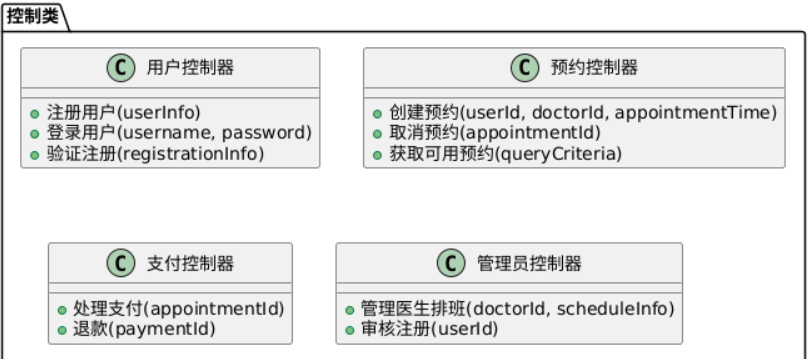 控制类
C 用户控制器
注册用户(userInfo)
登录用户(username, password)
验证注册(registrationInfo)
C 预约控制器
创建预约(userId, doctorId, appointmentTime)
取消预约(appointmentId)
获取可用预约(queryCriteria)
C 支付控制器
处理支付(appointmentId)
退款(paymentId)
C 管理员控制器
管理医生排班(doctorId, scheduleInfo)
审核注册(userId)